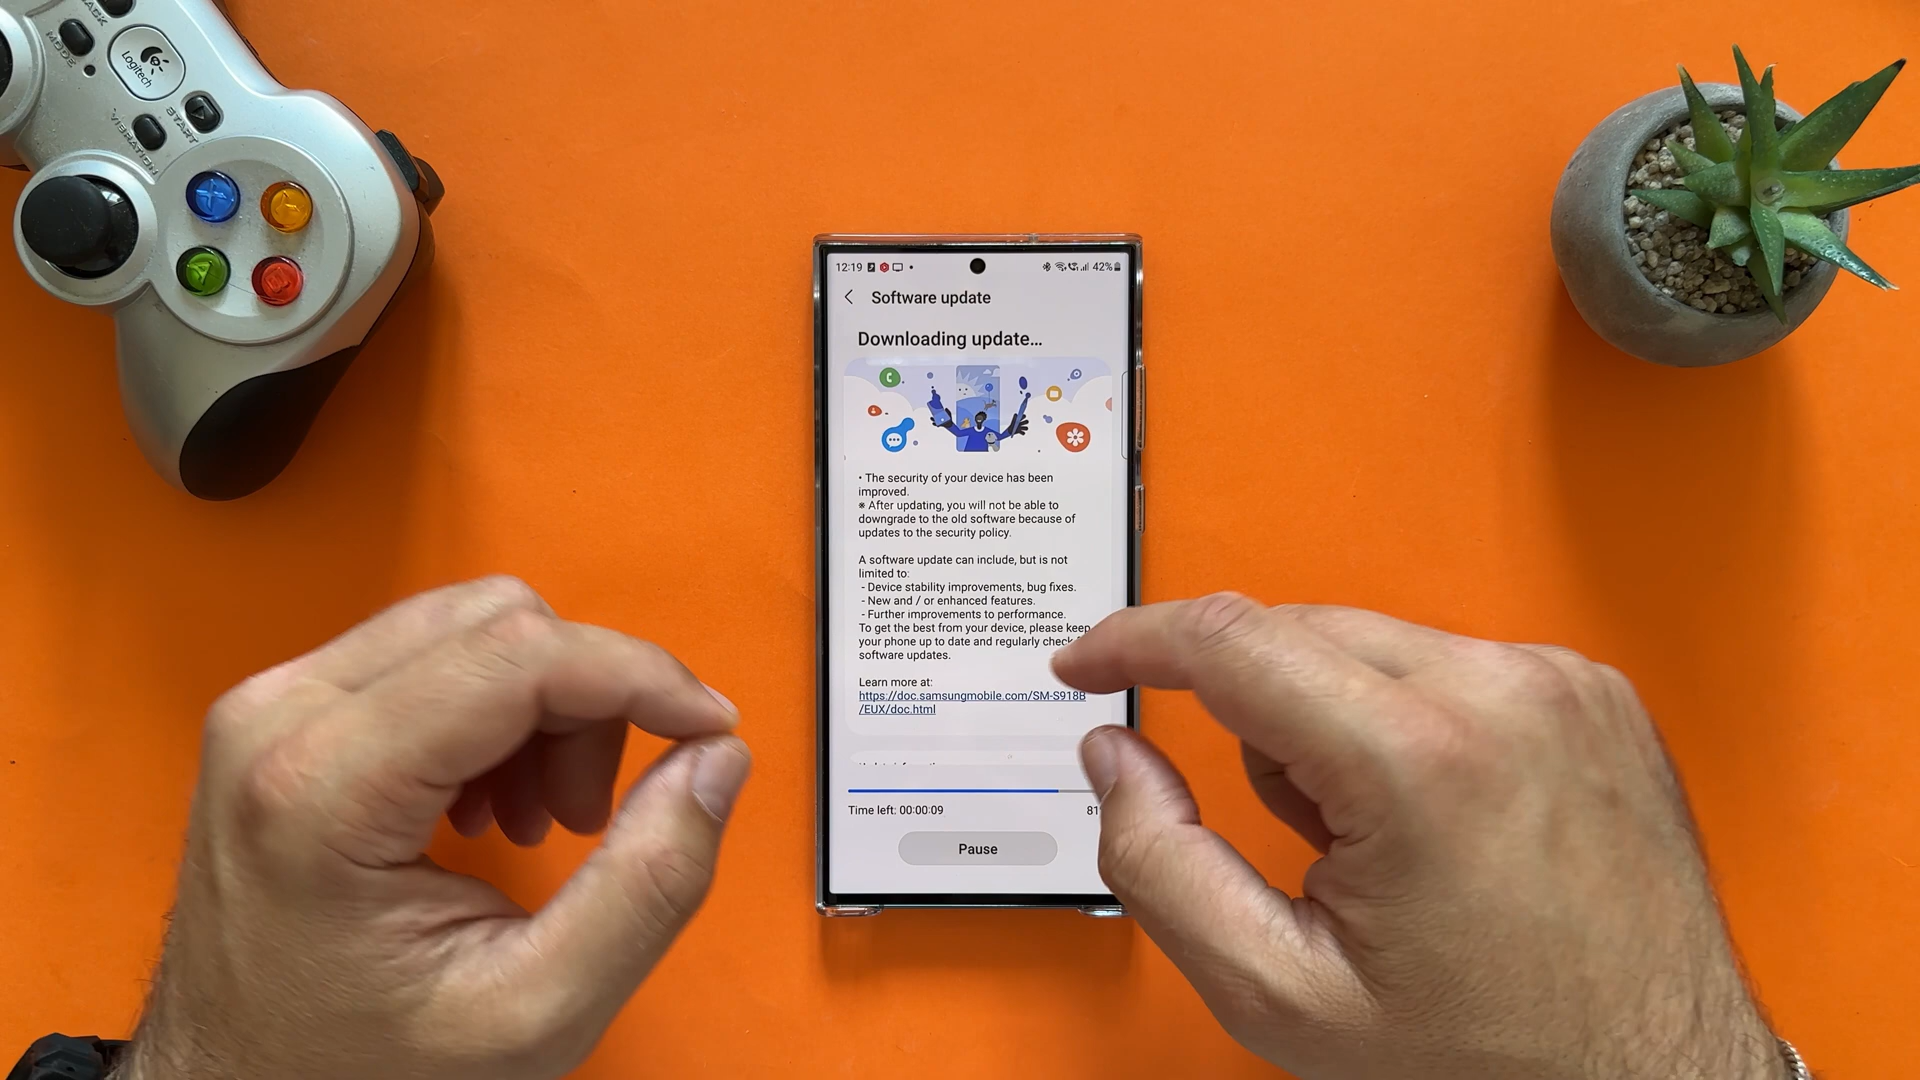 MODE
Logitech
VIBRATION
START
X
Y
A
B
12:19
42%
Software update
Downloading update...
• The security of your device has been
improved.
※ After updating, you will not be able to
downgrade to the old software because of
updates to the security policy.
A software update can include, but is not
limited to:
- Device stability improvements, bug fixes.
- New and / or enhanced features.
- Further improvements to performance.
To get the best from your device, please keep
your phone up to date and regularly check
software updates.
Learn more at:
https://doc.samsungmobile.com/SM-S918B
/EUX/doc.html
Time left: 00:00:09
81
Pause